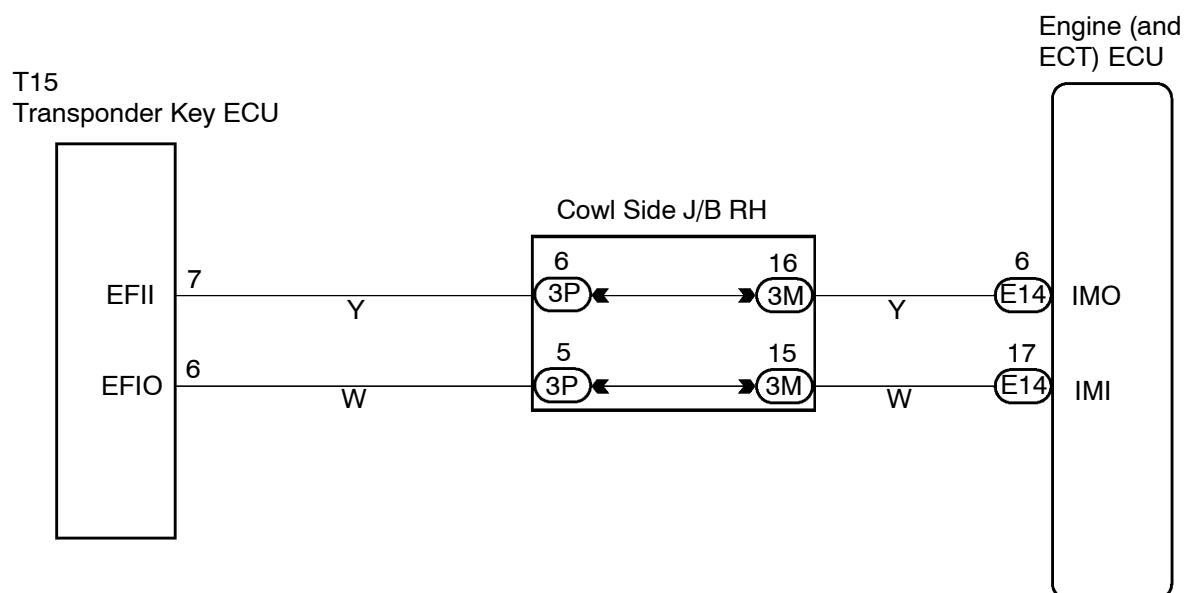 Engine (and
ECT) ECU
T15
Transponder Key ECU
Cowl Side J/B RH
EFII
7
Y
6
3P
16
3M
Y
6
E14
IMO
EFIO
6
W
5
3P
15
3M
W
17
E14
IMI